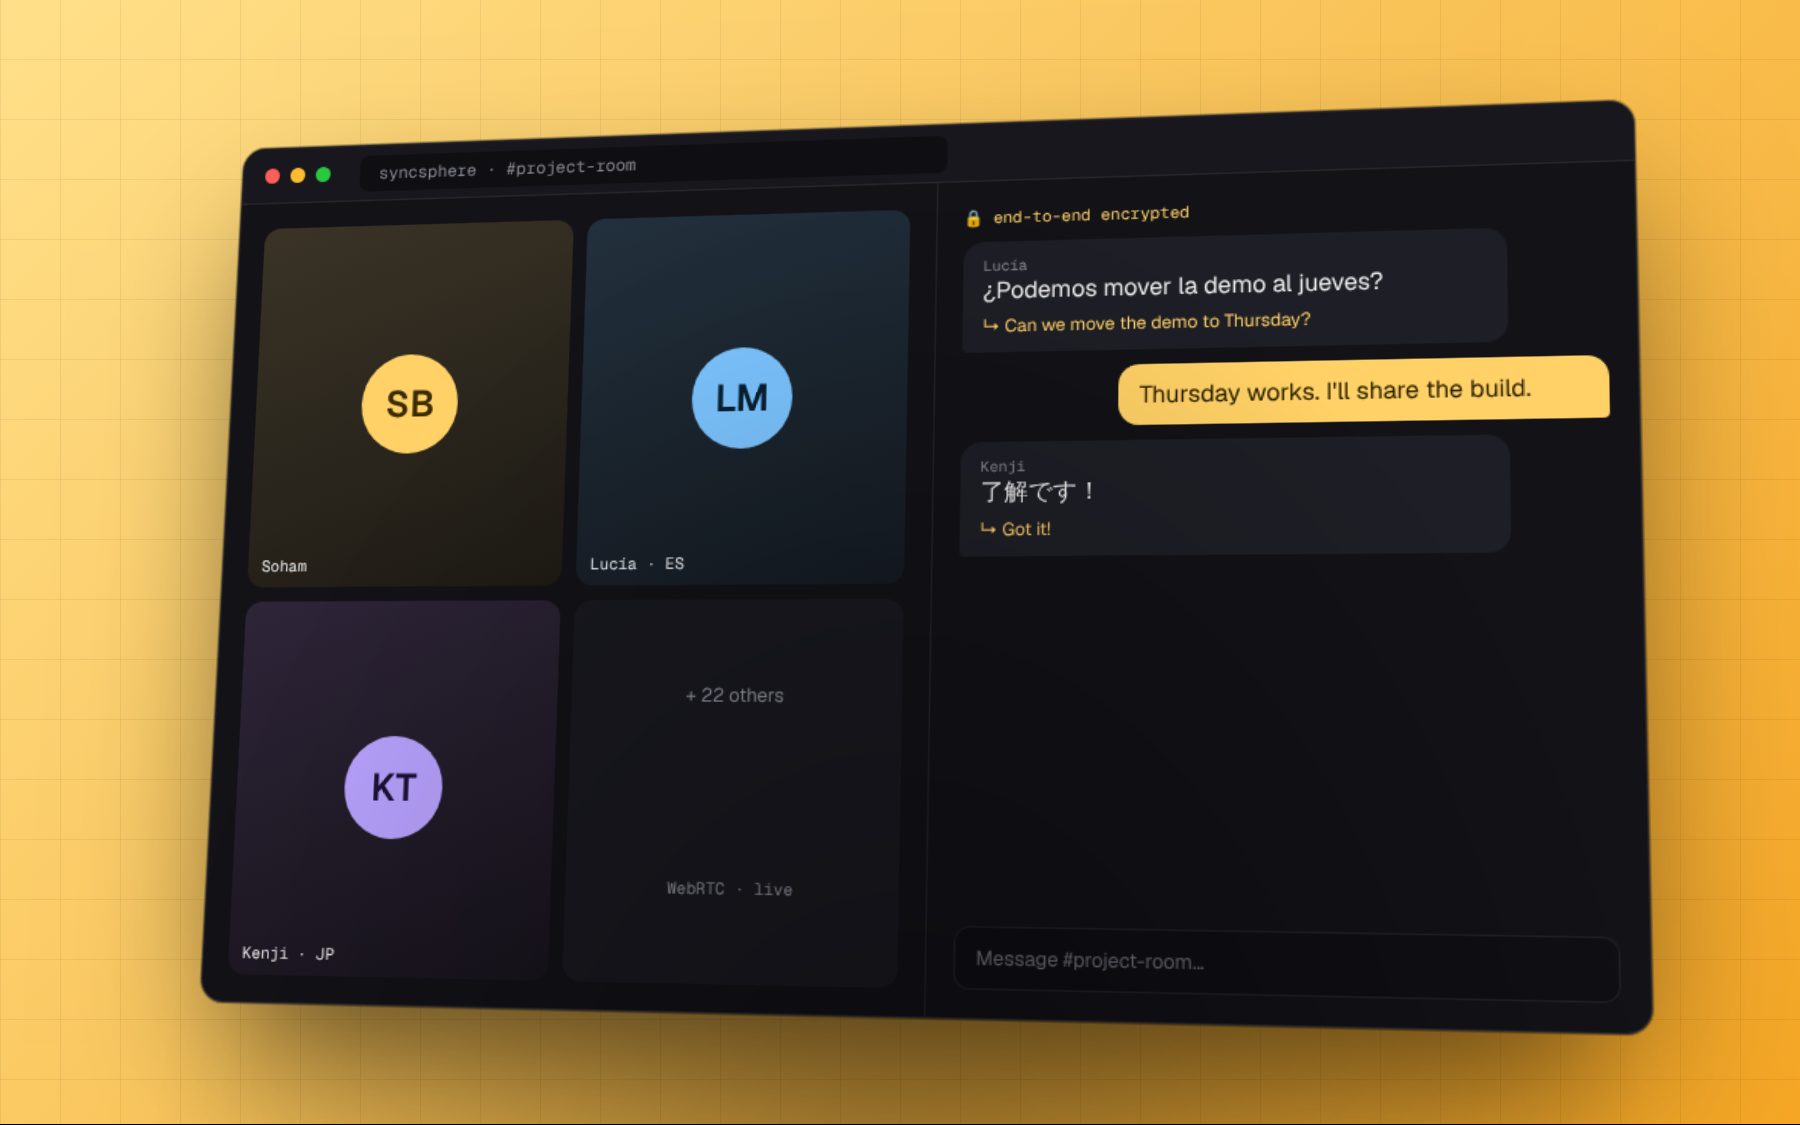 syncsphere · #project-room
SB
Soham
LM
Lucía · ES
KT
Kenji · JP
+ 22 others
WebRTC · live
🔒 end-to-end encrypted
Lucía
¿Podemos mover la demo al jueves?
↳ Can we move the demo to Thursday?
Thursday works. I'll share the build.
Kenji
了解です！
↳ Got it!
Message #project-room…